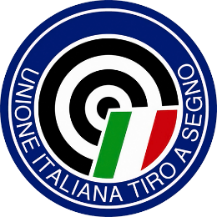 UNIONE ITALIANA TIRO A SEGNO